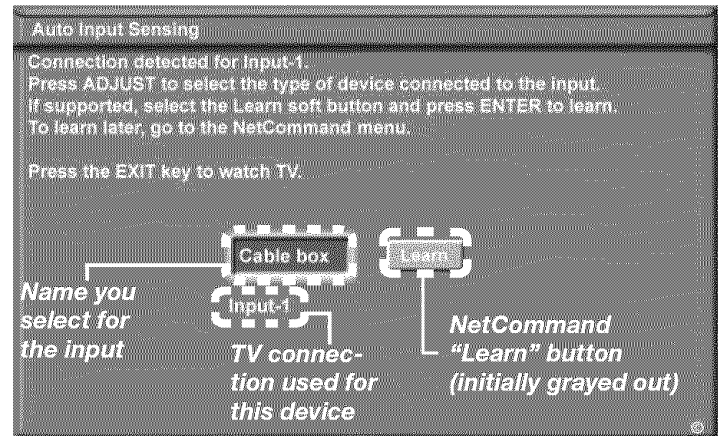 Auto Input Sensing
Connection detected for Input-1.
Press ADJUST to select the type of device connected to the input.
If supported, select the Learn soft button and press ENTER to learn.
To learn later, go to the NetCommand menu.
Press the EXIT key to watch TV.
Cable box
Learn
Input-1
Name you
select for
the input
TV connec-
tion used for
this device
NetCommand
“Learn” button
(initially grayed out)
©